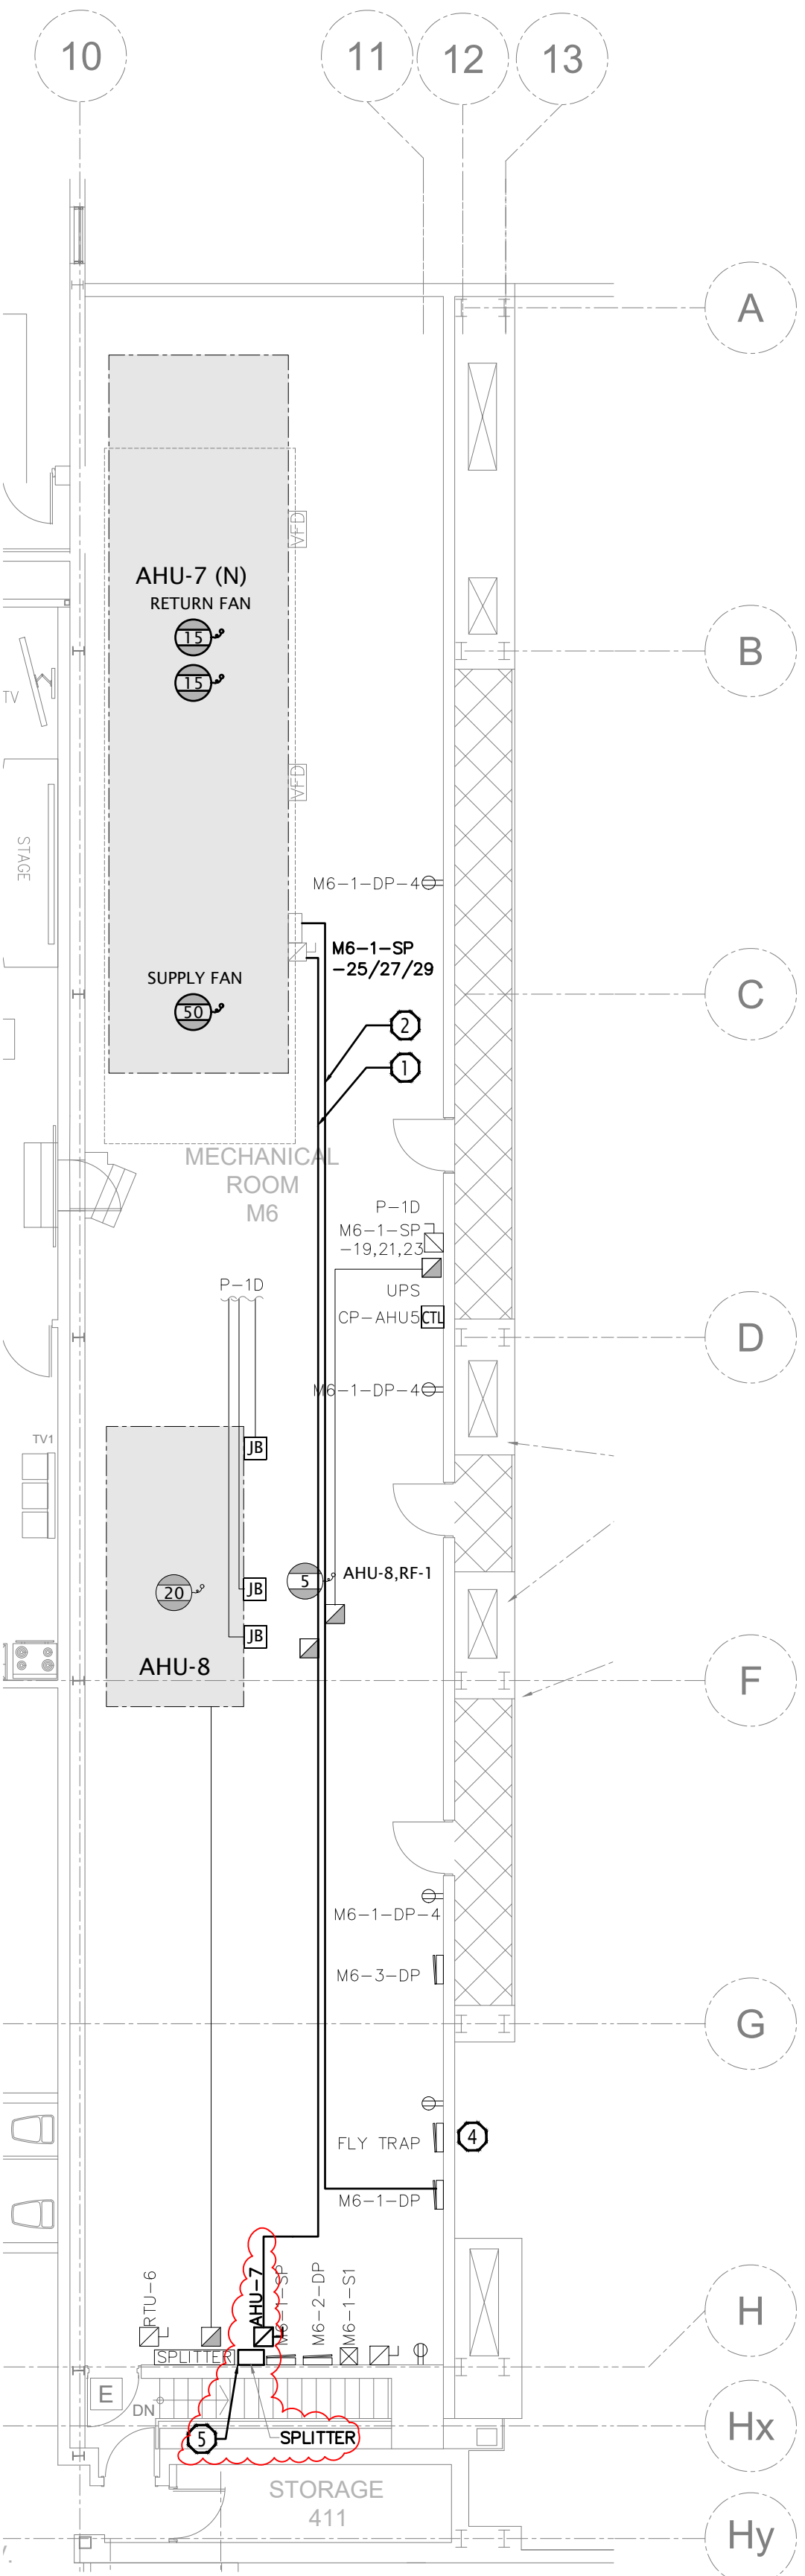 10
11
12
13
A
VFD
AHU-7 (N)
RETURN FAN
15
B
15
TV
VFD
STAGE
M6-1-DP-4
M6-1-SP
-25/27/29
SUPPLY FAN
50
C
2
1
MECHANICAL
ROOM
M6
P-1D
M6-1-SP
-19,21,23
P-1D
UPS
CP-AHU5
CTL
D
M6-1-DP-4
TV1
JB
AHU-8,RF-1
5
20
JB
JB
AHU-8
F
M6-1-DP-4
M6-3-DP
G
FLY TRAP
4
M6-1-DP
RTU-6
AHU-7
M6-1-SP
M6-2-DP
M6-1-S1
H
SPLITTER
E
DN
5
SPLITTER
Hx
STORAGE
411
Hy